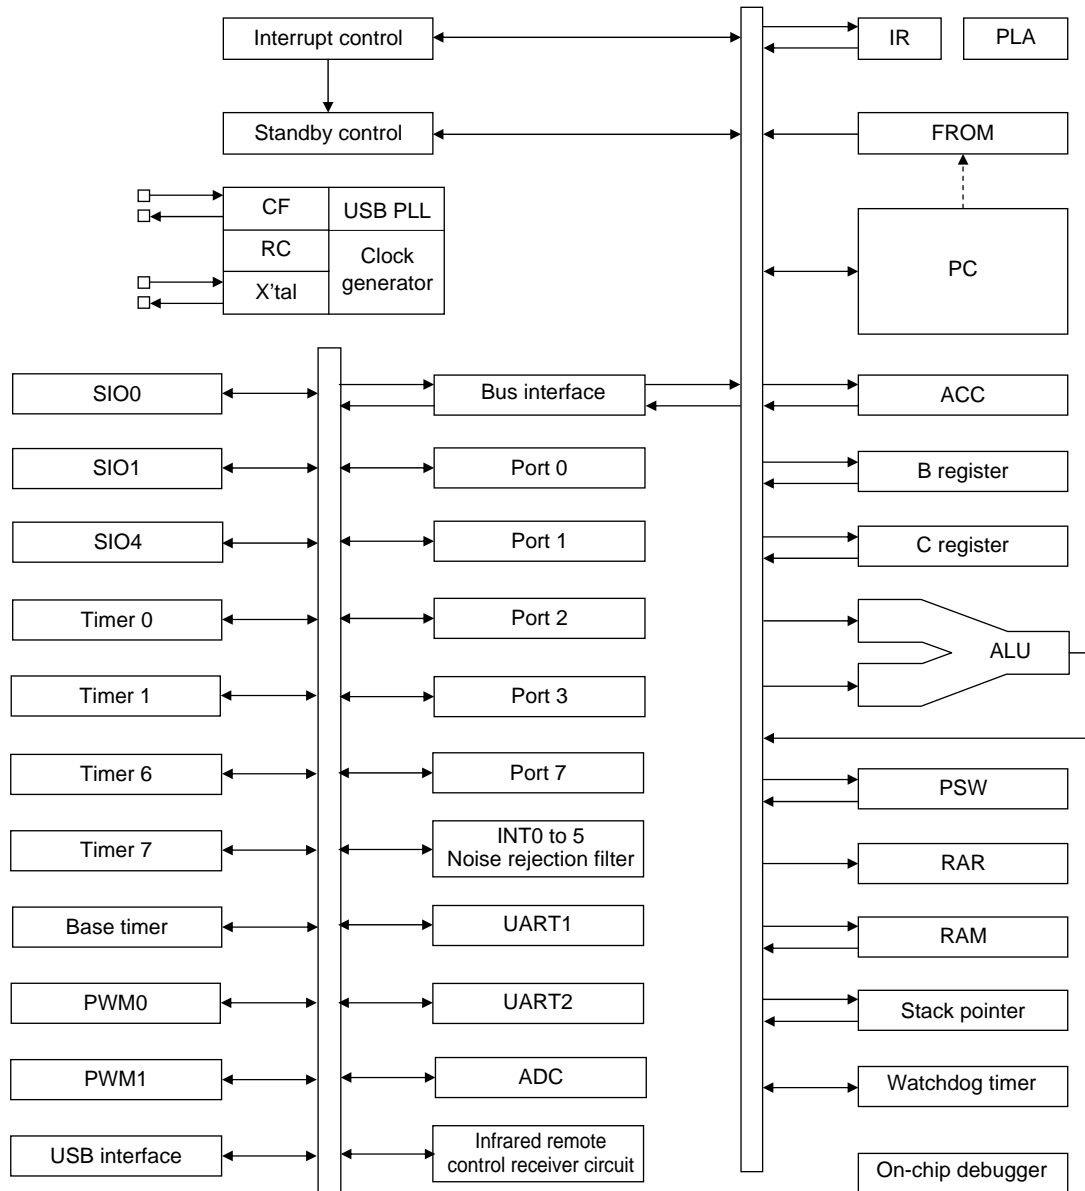 Interrupt control
IR
PLA
Standby control
FROM
CF
USB PLL
RC
Clock
generator
X'tal
PC
SIO0
Bus interface
ACC
SIO1
Port 0
B register
SIO4
Port 1
C register
Timer 0
Port 2
ALU
Timer 1
Port 3
Timer 6
Port 7
PSW
Timer 7
INT0 to 5
Noise rejection filter
RAR
Base timer
UART1
RAM
PWM0
UART2
Stack pointer
PWM1
ADC
Watchdog timer
USB interface
Infrared remote
control receiver circuit
On-chip debugger